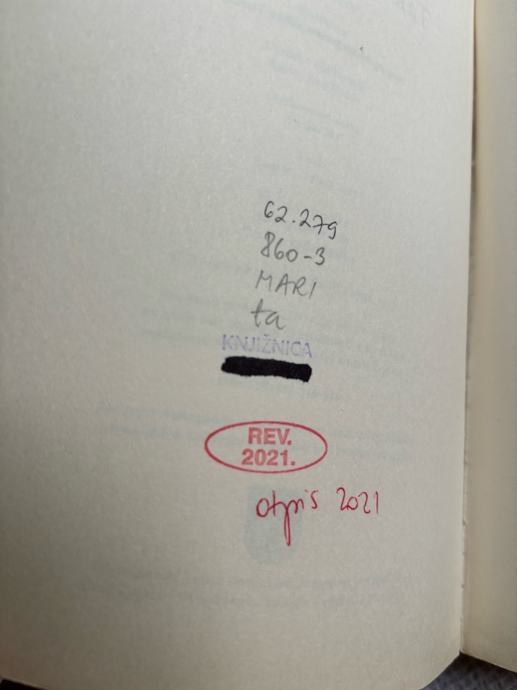 62.279
860-3
MARI
ta
KNJIŽNICA
REV.
2021.
otpis 2021